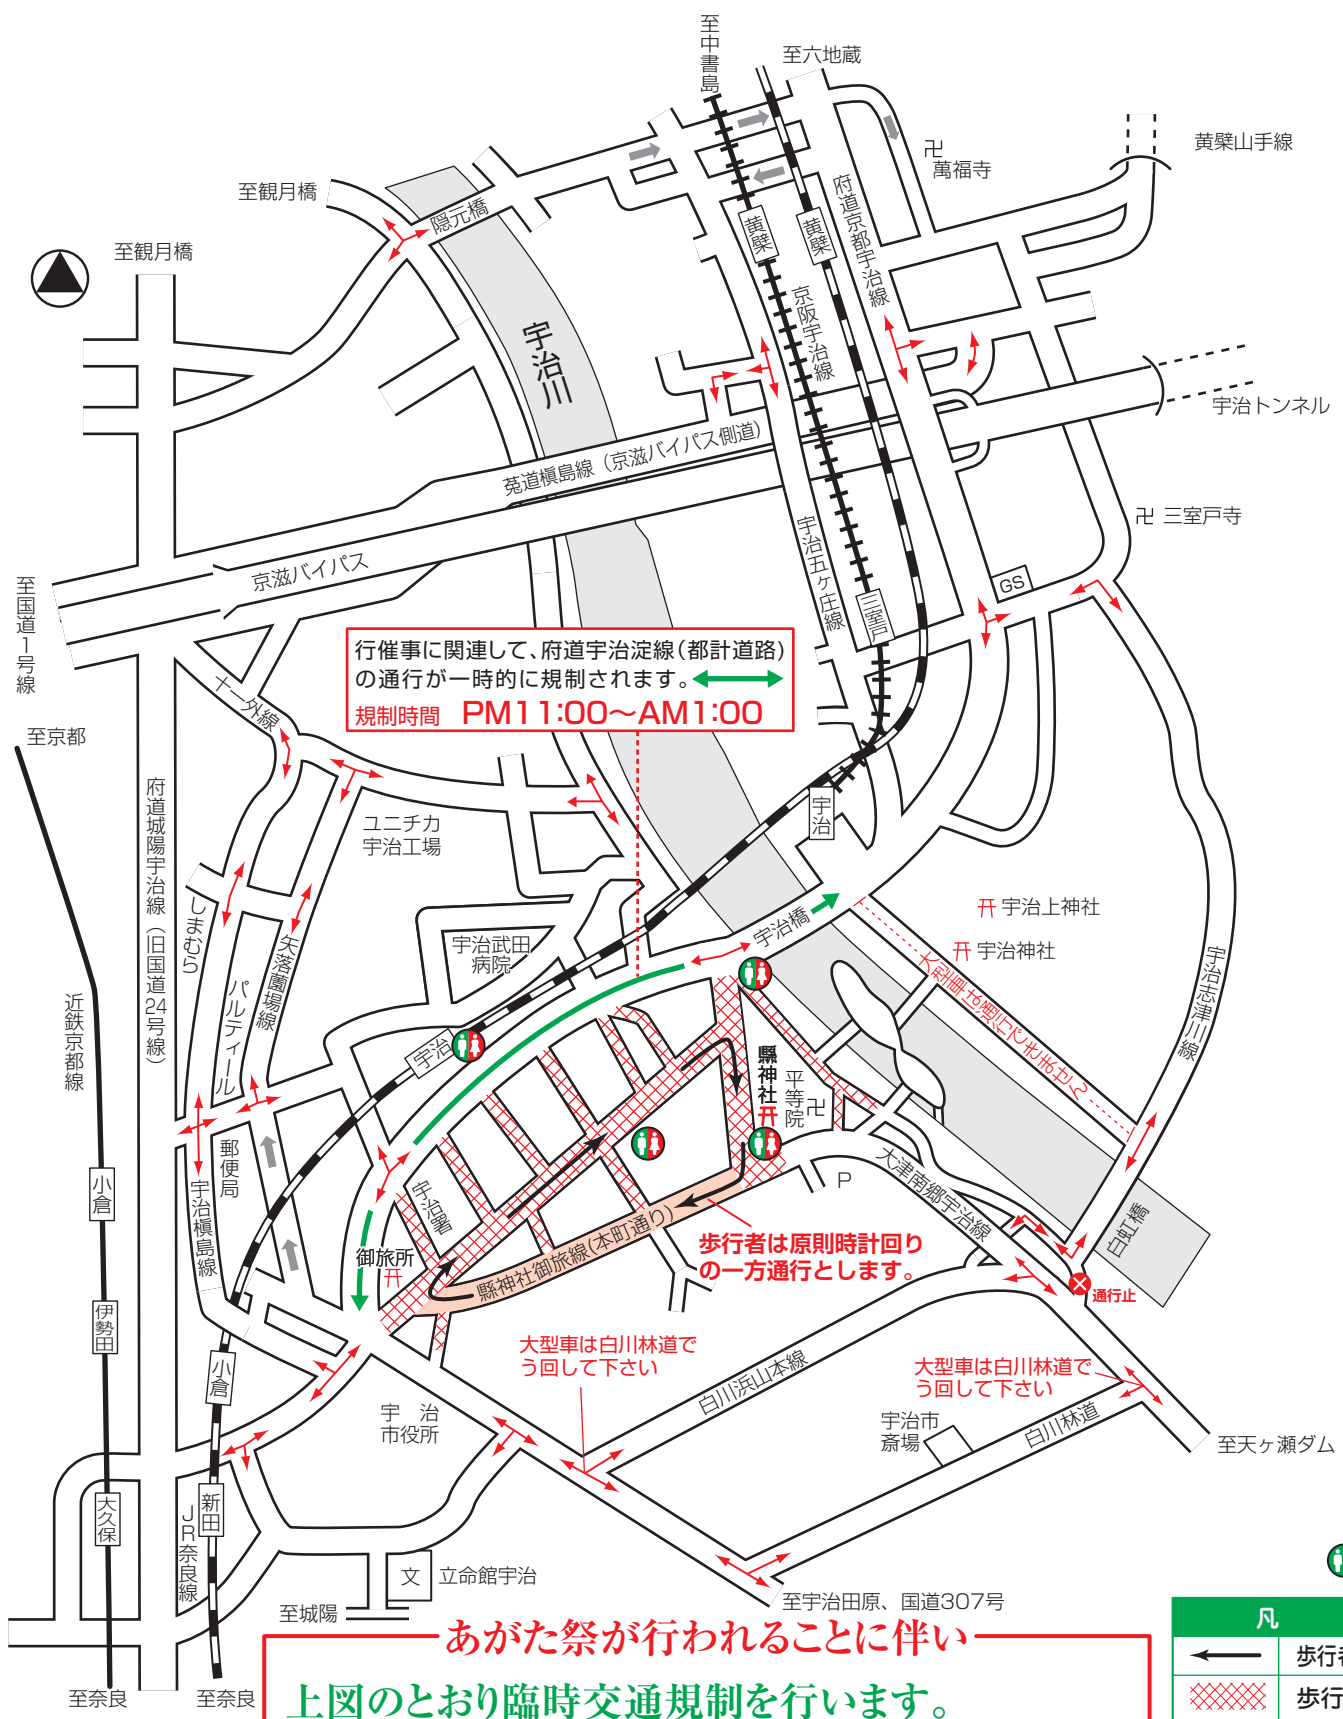 至中書島
至六地蔵
黄檗山手線
卍
萬福寺
至観月橋
隠元橋
至観月橋
黄檗
黄檗
府道京都宇治線
京阪宇治線
宇治川
宇治トンネル
菟道槇島線（京滋バイパス側道）
卍 三室戸寺
宇治五ケ庄線
京滋バイパス
GS
至国道1号線
三室戸
行催事に関連して、府道宇治淀線（都計道路）
の通行が一時的に規制されます。
規制時間 PM11:00～AM1:00
十一外線
至京都
府道城陽宇治線（旧国道24号線）
ユニチカ
宇治工場
宇治
しまむら
矢落薗場線
パルティール
宇治武田
病院
宇治橋
宇治上神社
宇治神社
大型車は通行できません
宇治志津川線
近鉄京都線
宇治
縣神社
平等院
卍
郵便局
宇治署
小倉
宇治槇島線
大津南郷宇治線
P
白虹橋
御旅所
縣神社御旅線（本町通り）
歩行者は原則時計回り
の一方通行とします。
通行止
伊勢田
小倉
大型車は白川林道で
う回して下さい
大型車は白川林道で
う回して下さい
白川浜山本線
宇治
市役所
宇治市
斎場
白川林道
至天ヶ瀬ダム
大久保
新田
JR奈良線
文
立命館宇治
至城陽
至宇治田原、国道307号
至奈良
至奈良
あがた祭が行われることに伴い
上図のとおり臨時交通規制を行います。
凡
歩行者
歩行